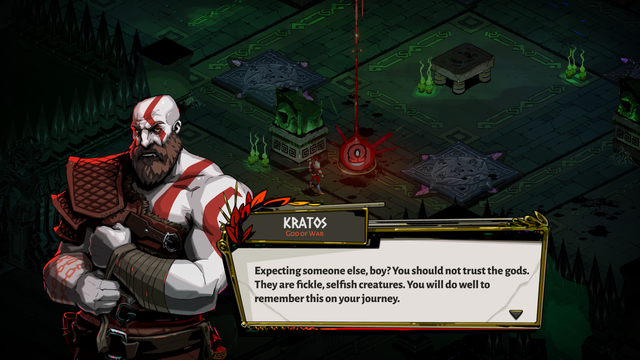 KRATOS
GOD OF WAR
Expecting someone else, boy? You should not trust the gods.
They are fickle, selfish creatures. You will do well to
remember this on your journey.